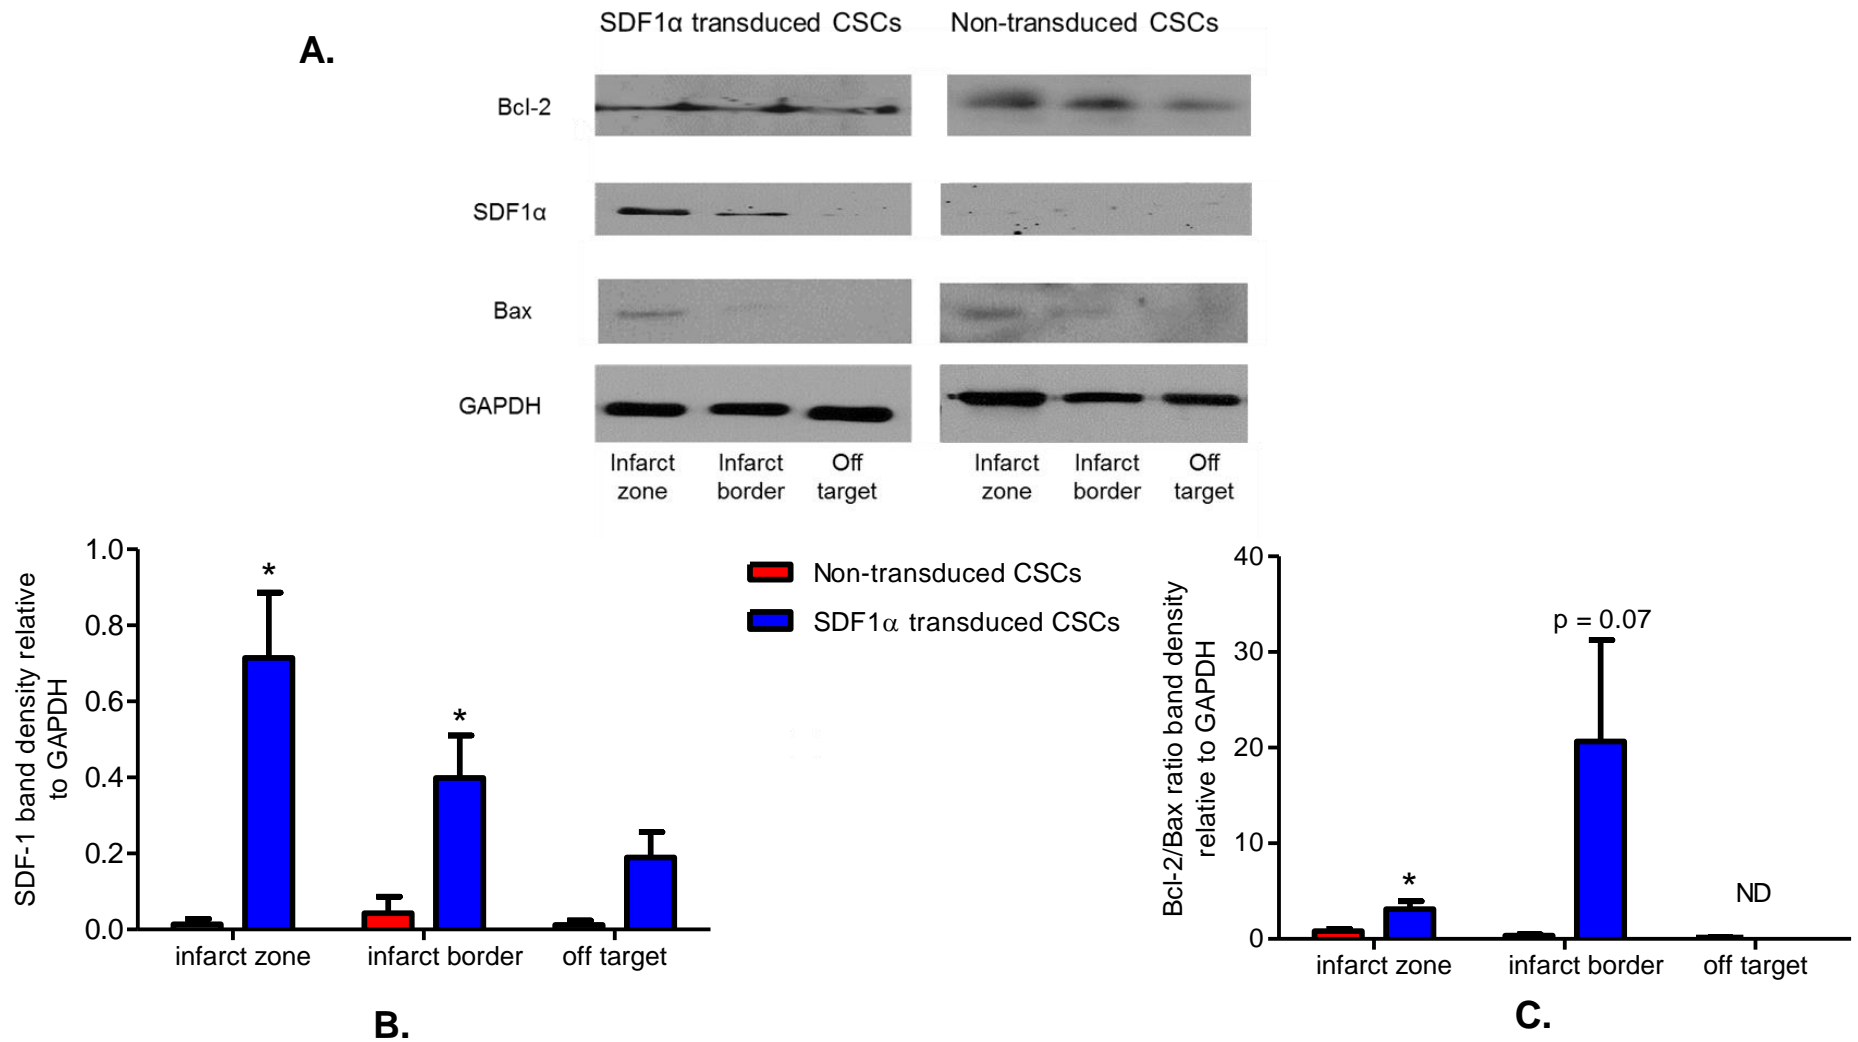 SDF1α transduced CSCs Non-transduced CSCs
A.
Bcl-2
SDF1α
Bax
GAPDH
Infarct Infarct Off Infarct Infarct Off
zone border target zone border target
SDF-1 band density relative
to GAPDH
1.0
0.8
0.6
0.4
0.2
0.0
*
*
infarct zone infarct border off target
B.
Non-transduced CSCs
SDF1α transduced CSCs
Bcl-2/Bax ratio band density
relative to GAPDH
40
30
20
10
0
p = 0.07
*
ND
infarct zone infarct border off target
C.